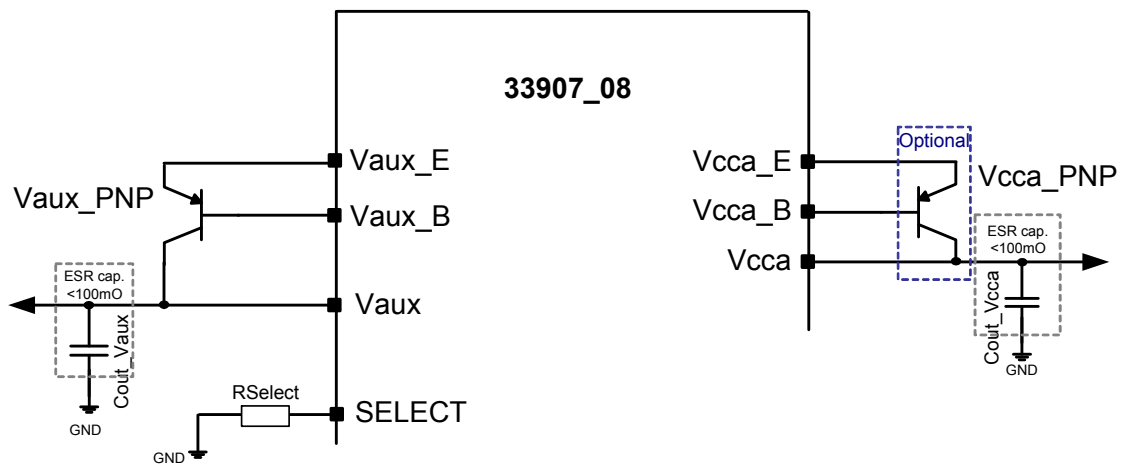 33907_08
Vaux_E
Vaux_PNP
Vaux_B
ESR cap.
<100mO
Vaux
Cout_Vaux
GND
RSelect
SELECT
GND
Optional
Vcca_E
Vcca_PNP
Vcca_B
ESR cap.
<100mO
Vcca
Cout_Vcca
GND